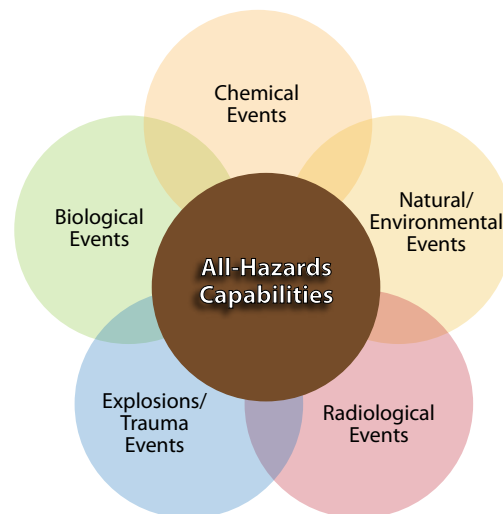 Chemical
Events
Natural/
Environmental
Events
Biological
Events
All-Hazards
Capabilities
Explosions/
Trauma
Events
Radiological
Events